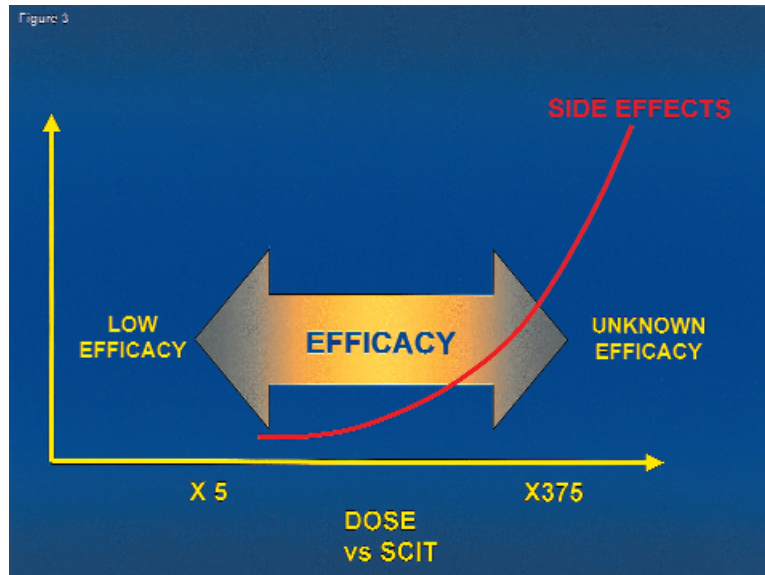 Figure 3
SIDE EFFECTS
LOW
EFFICACY
EFFICACY
UNKNOWN
EFFICACY
X 5
X375
DOSE
vs SCIT